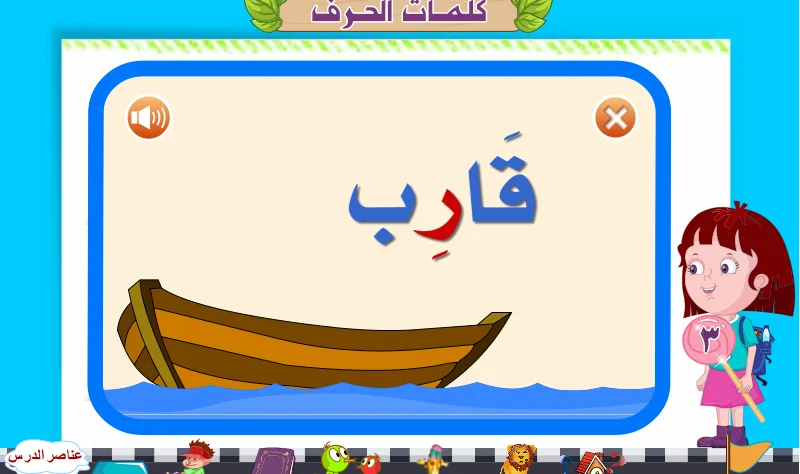 كلمات الحرف
قَارِب
٣
عناصر الدرس